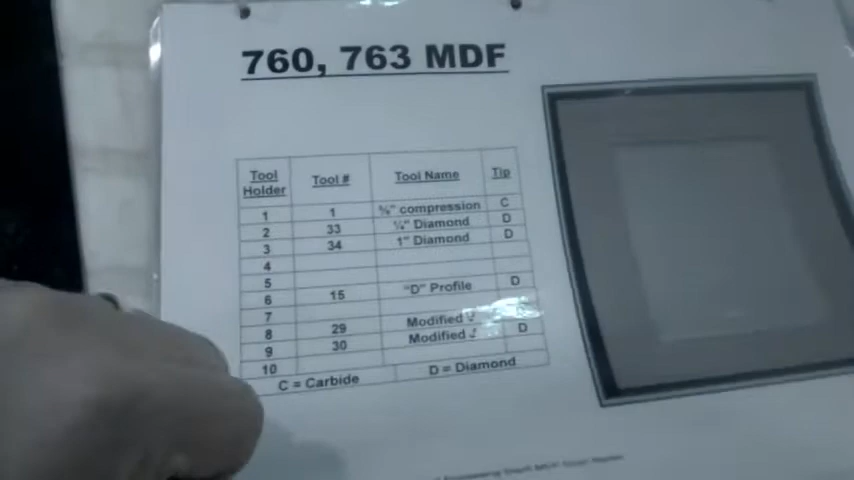 760, 763 MDF
Tool Holder Tool # Tool Name Tip
1 1 ⅜" compression C
2 33 ¼" Diamond D
3 34 1" Diamond D
4
5
6 15 "D" Profile D
7
8 29 Modified
9 30 Modified D
10
C = Carbide D = Diamond